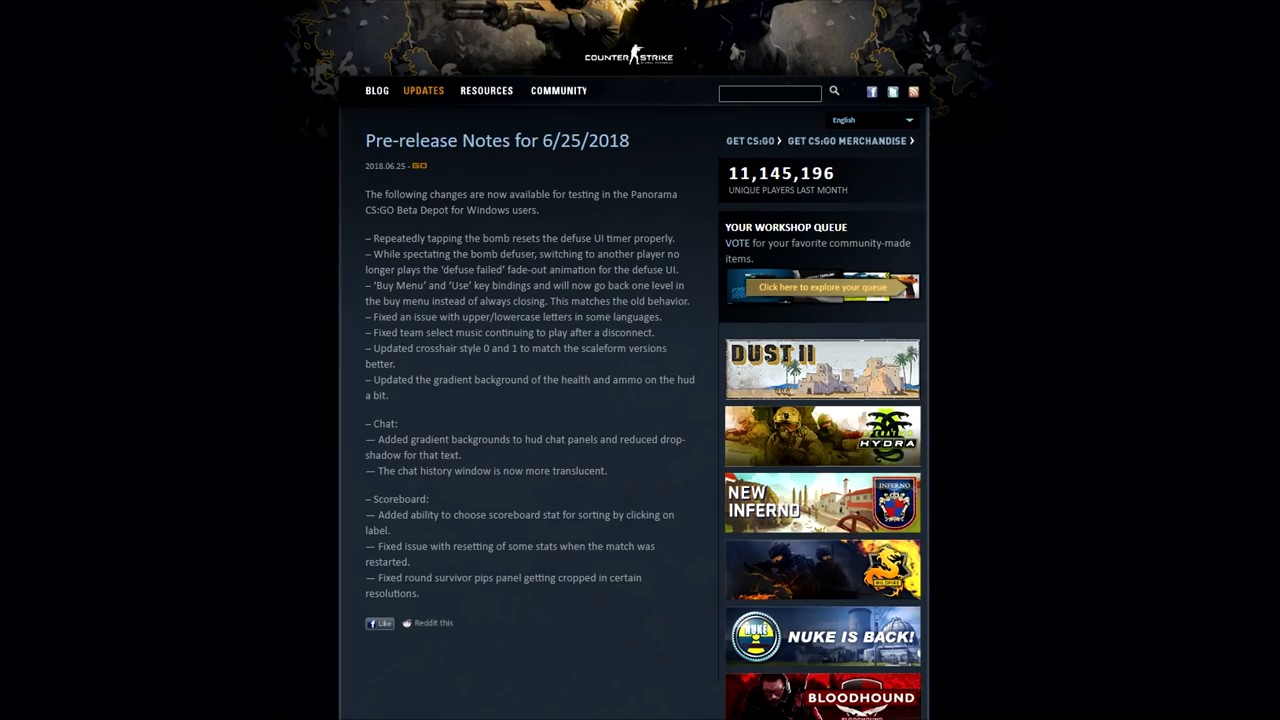 COUNTER STRIKE
GLOBAL OFFENSIVE
BLOG
UPDATES
RESOURCES
COMMUNITY
English
GET CS:GO
GET CS:GO MERCHANDISE
Pre-release Notes for 6/25/2018
2018.06.25 - GO
The following changes are now available for testing in the Panorama
CS:GO Beta Depot for Windows users.
– Repeatedly tapping the bomb resets the defuse UI timer properly.
– While spectating the bomb defuser, switching to another player no
longer plays the ‘defuse failed’ fade-out animation for the defuse UI.
– ‘Buy Menu’ and ‘Use’ key bindings and will now go back one level in
the buy menu instead of always closing. This matches the old behavior.
– Fixed an issue with upper/lowercase letters in some languages.
– Fixed team select music continuing to play after a disconnect.
– Updated crosshair style 0 and 1 to match the scaleform versions
better.
– Updated the gradient background of the health and ammo on the hud
a bit.
– Chat:
— Added gradient backgrounds to hud chat panels and reduced drop-
shadow for that text.
— The chat history window is now more translucent.
– Scoreboard:
— Added ability to choose scoreboard stat for sorting by clicking on
label.
— Fixed issue with resetting of some stats when the match was
restarted.
— Fixed round survivor pips panel getting cropped in certain
resolutions.
Like
Reddit this
11,145,196
UNIQUE PLAYERS LAST MONTH
YOUR WORKSHOP QUEUE
VOTE for your favorite community-made
items.
Click here to explore your queue
DUST II
OPERATION
HYDRA
NEW
INFERNO
INFERNO
WILDFIRE
NUKE
NUKE IS BACK!
BLOODHOUND
BLOODHOUND